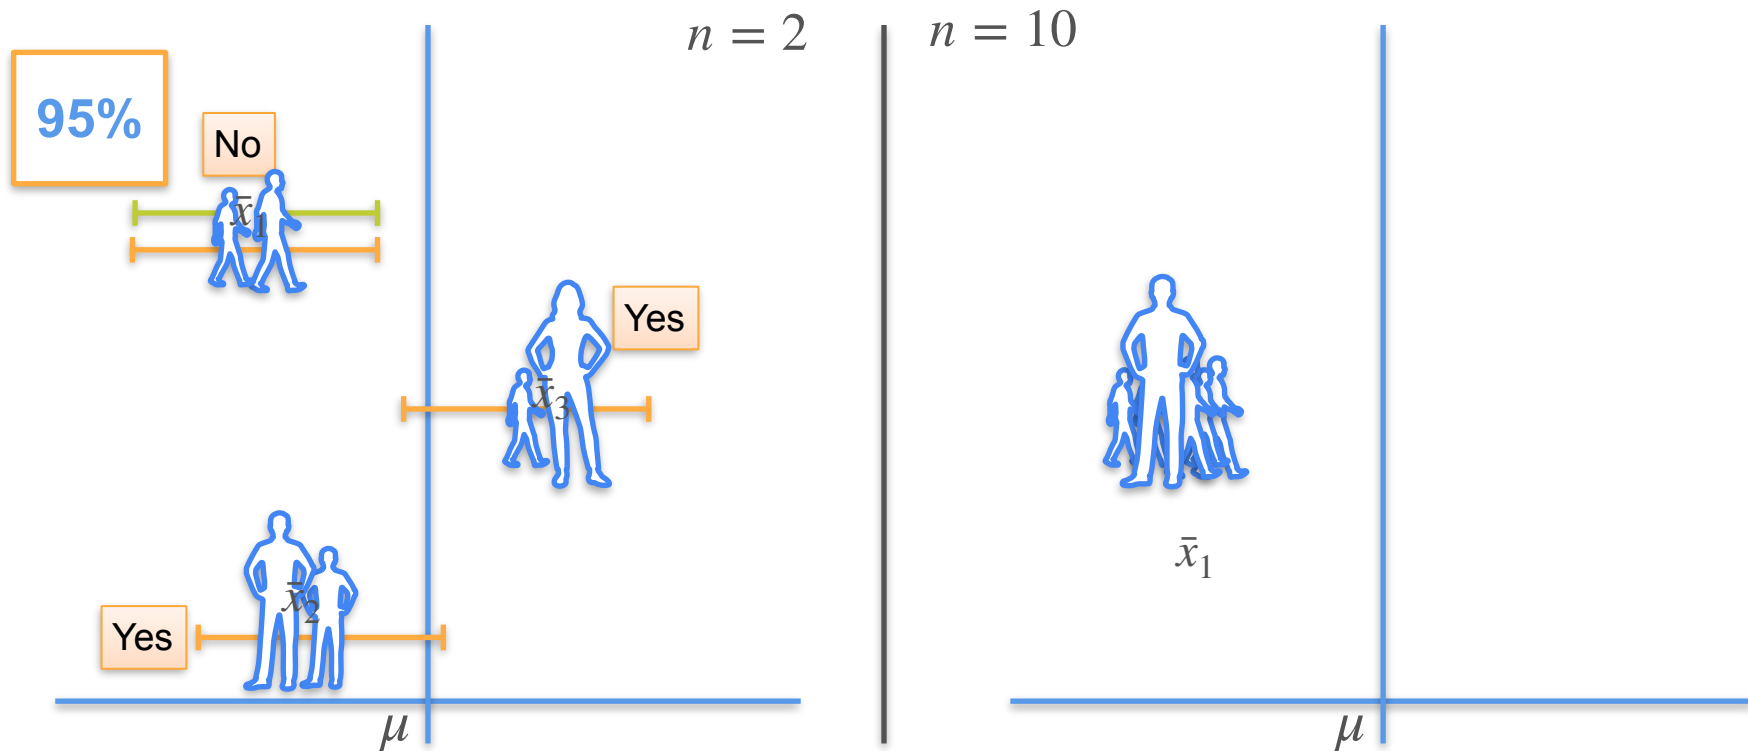 n = 2
n = 10
95%
No
x̄₁
Yes
x̄₃
x̄₁
x̄₂
Yes
μ
μ